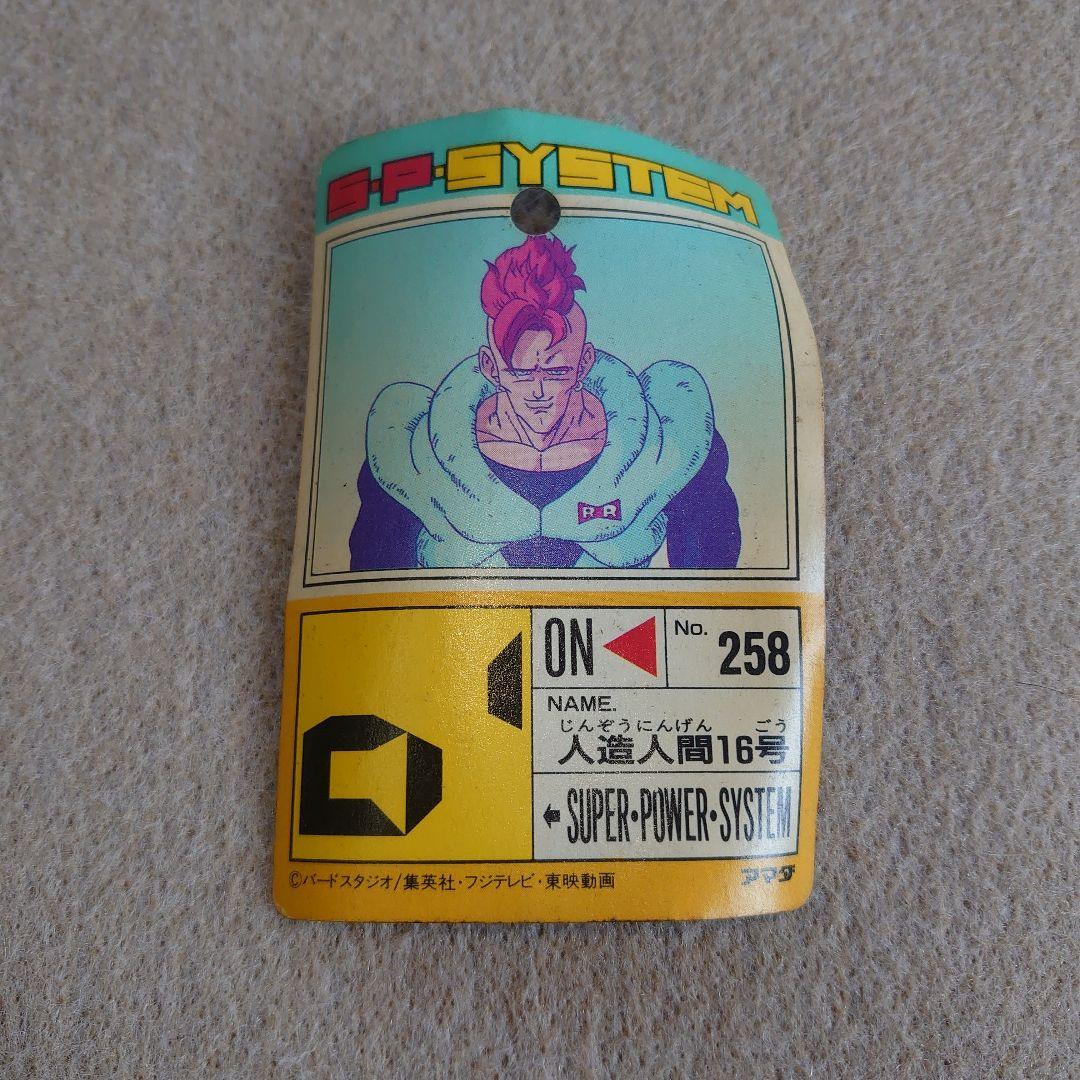 S・P・SYSTEM
RR
ON
No. 258
NAME.
じんぞうにんげん ごう
人造人間16号
SUPER・POWER・SYSTEM
©バードスタジオ/集英社・フジテレビ・東映動画
アマダ